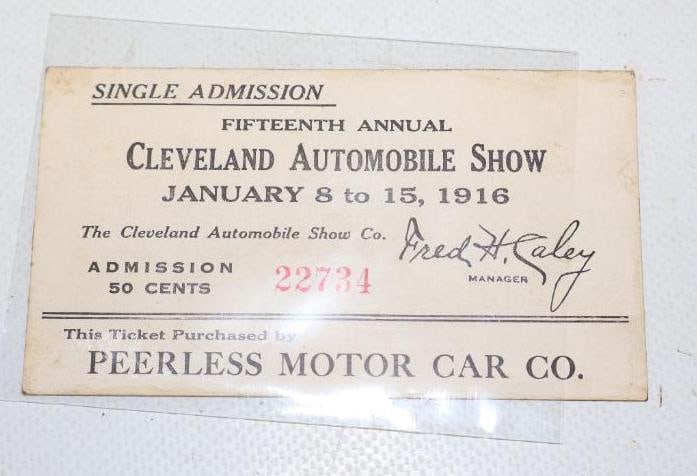 SINGLE ADMISSION
FIFTEENTH ANNUAL
CLEVELAND AUTOMOBILE SHOW
JANUARY 8 to 15, 1916
The Cleveland Automobile Show Co.
Fred H. Caley
MANAGER
ADMISSION
50 CENTS
22734
This Ticket Purchased by
PEERLESS MOTOR CAR CO.